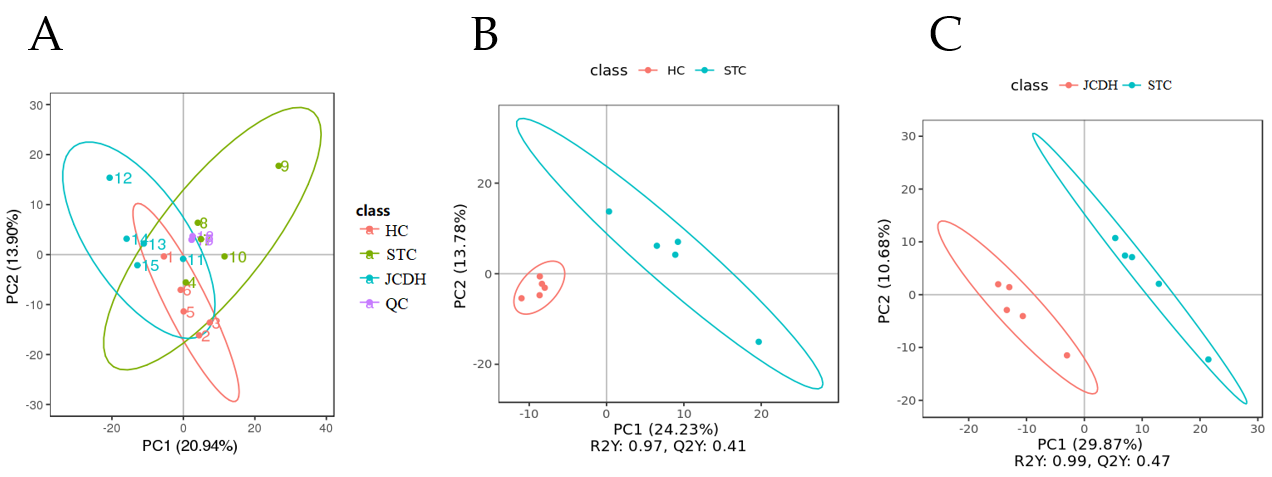 A
B
C
class HC STC
class JCDH STC
30
20
10
0
-10
-20
-30
-20
0
20
40
PC2 (13.90%)
PC1 (20.94%)
9
12
8
13
1
11
10
15
4
5
3
2
class
HC
STC
JCDH
QC
20
0
-20
-10
0
10
20
PC2 (13.78%)
PC1 (24.23%)
R2Y: 0.97, Q2Y: 0.41
30
20
10
0
-10
-20
-20
-10
0
10
20
30
PC2 (10.68%)
PC1 (29.87%)
R2Y: 0.99, Q2Y: 0.47